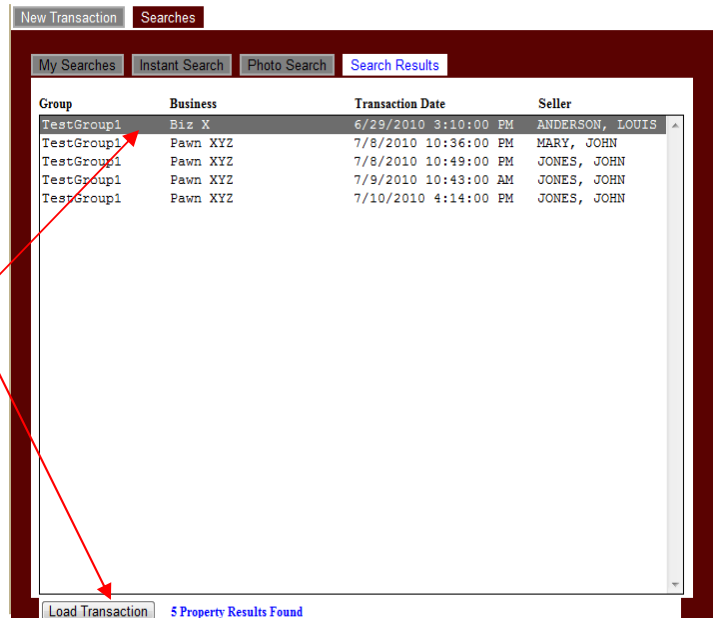 New Transaction Searches
My Searches Instant Search Photo Search Search Results
Group Business Transaction Date Seller
TestGroup1 Biz X 6/29/2010 3:10:00 PM ANDERSON, LOUIS
TestGroup1 Pawn XYZ 7/8/2010 10:36:00 PM MARY, JOHN
TestGroup1 Pawn XYZ 7/8/2010 10:49:00 PM JONES, JOHN
TestGroup1 Pawn XYZ 7/9/2010 10:43:00 AM JONES, JOHN
TestGroup1 Pawn XYZ 7/10/2010 4:14:00 PM JONES, JOHN
Load Transaction 5 Property Results Found